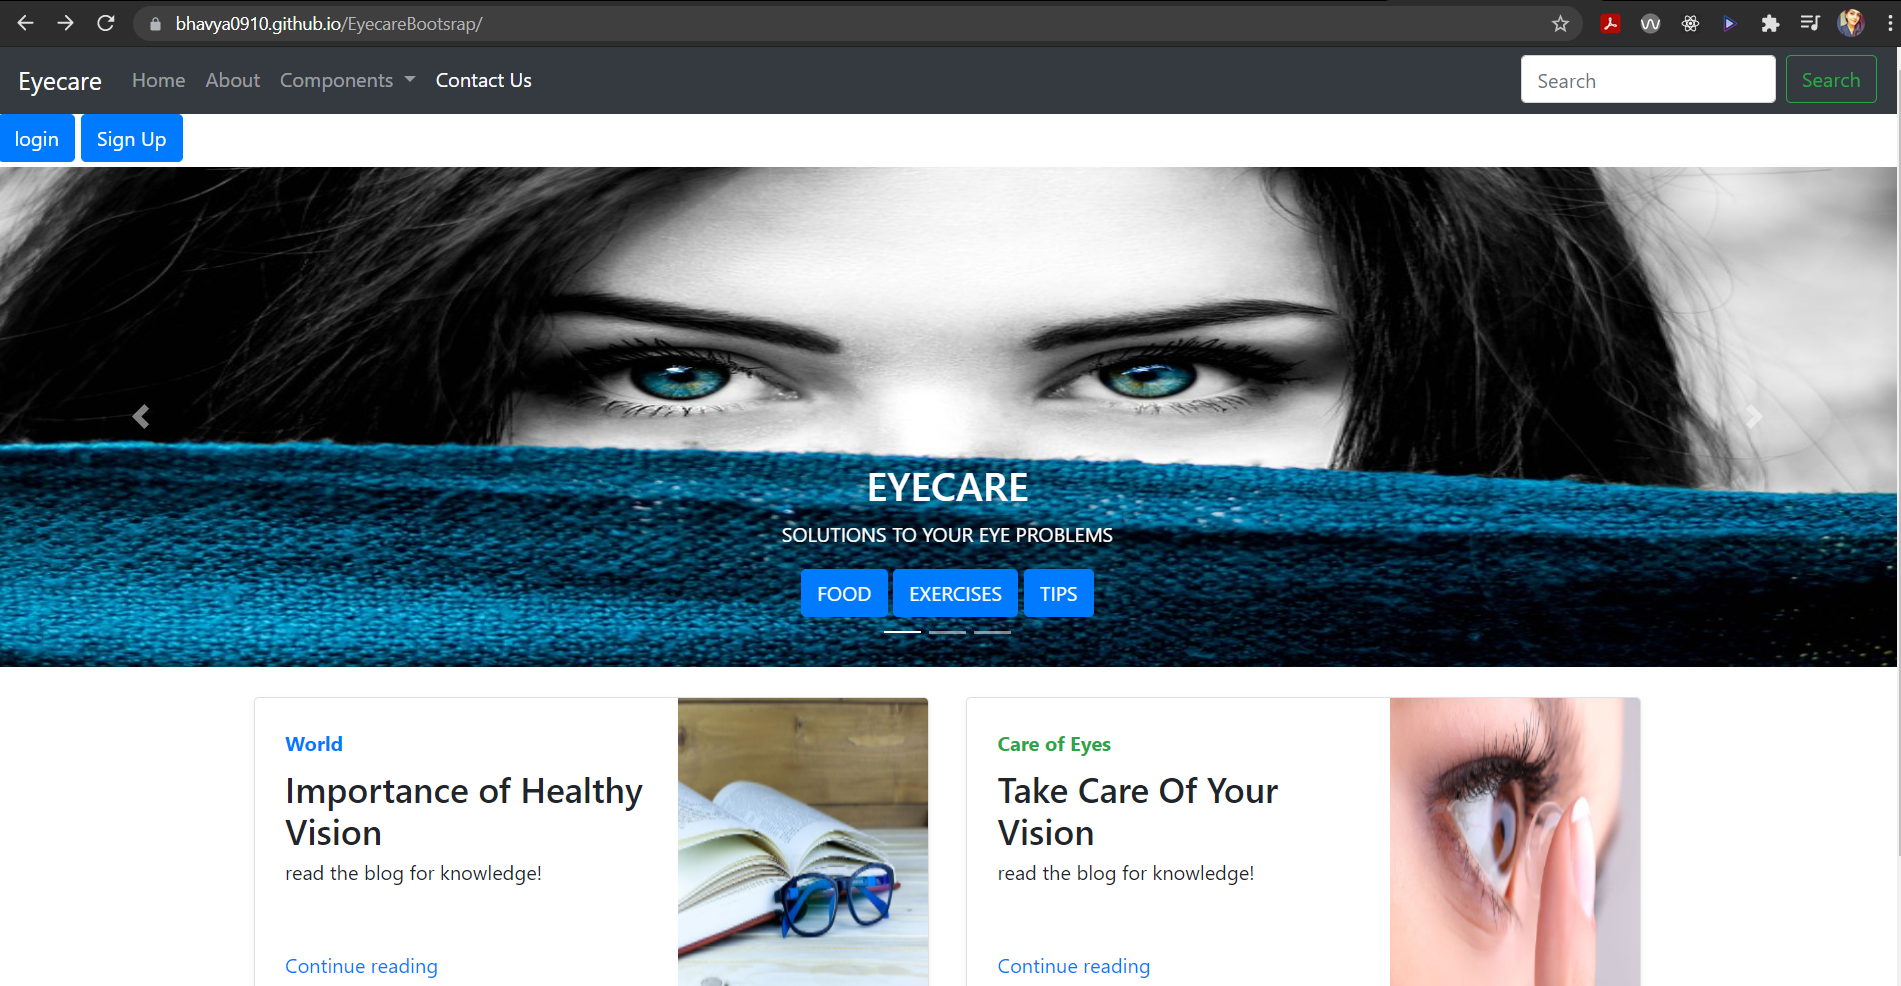 bhavya0910.github.io/EyecareBootsrap/
Eyecare Home About Components Contact Us Search Search
login Sign Up
EYECARE
SOLUTIONS TO YOUR EYE PROBLEMS
FOOD EXERCISES TIPS
World
Importance of Healthy
Vision
read the blog for knowledge!
Continue reading
Care of Eyes
Take Care Of Your
Vision
read the blog for knowledge!
Continue reading